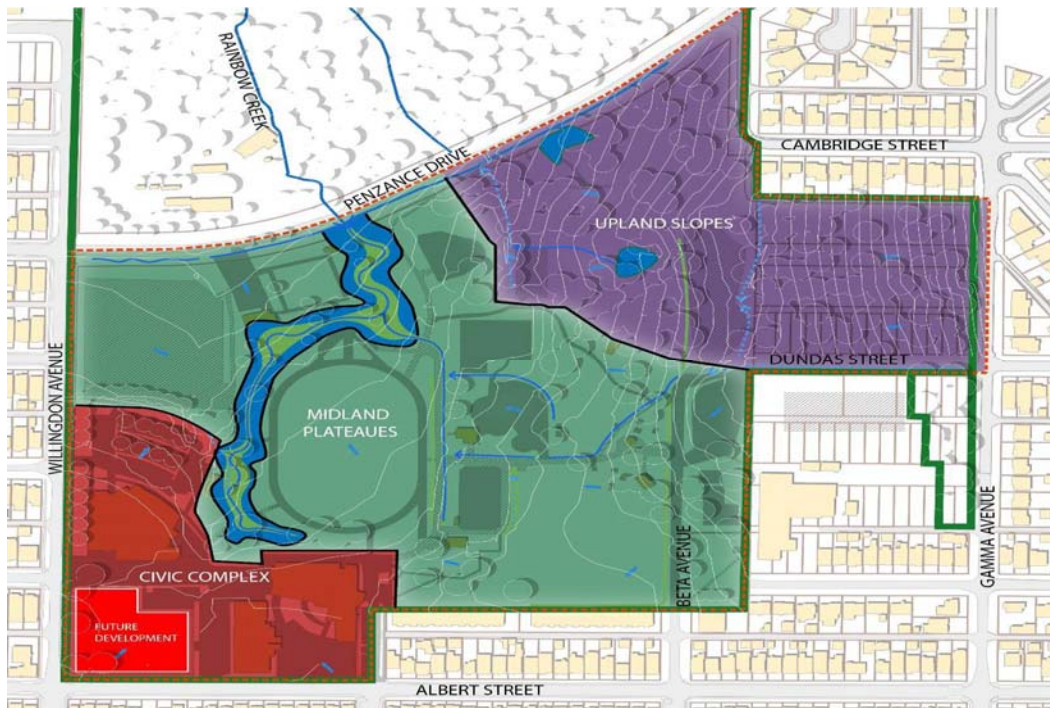 RAINBOW CREEK
PENZANCE DRIVE
CAMBRIDGE STREET
UPLAND SLOPES
DUNDAS STREET
WILLINGDON AVENUE
MIDLAND
PLATEAUES
BETA AVENUE
GAMMA AVENUE
CIVIC COMPLEX
FUTURE
DEVELOPMENT
ALBERT STREET